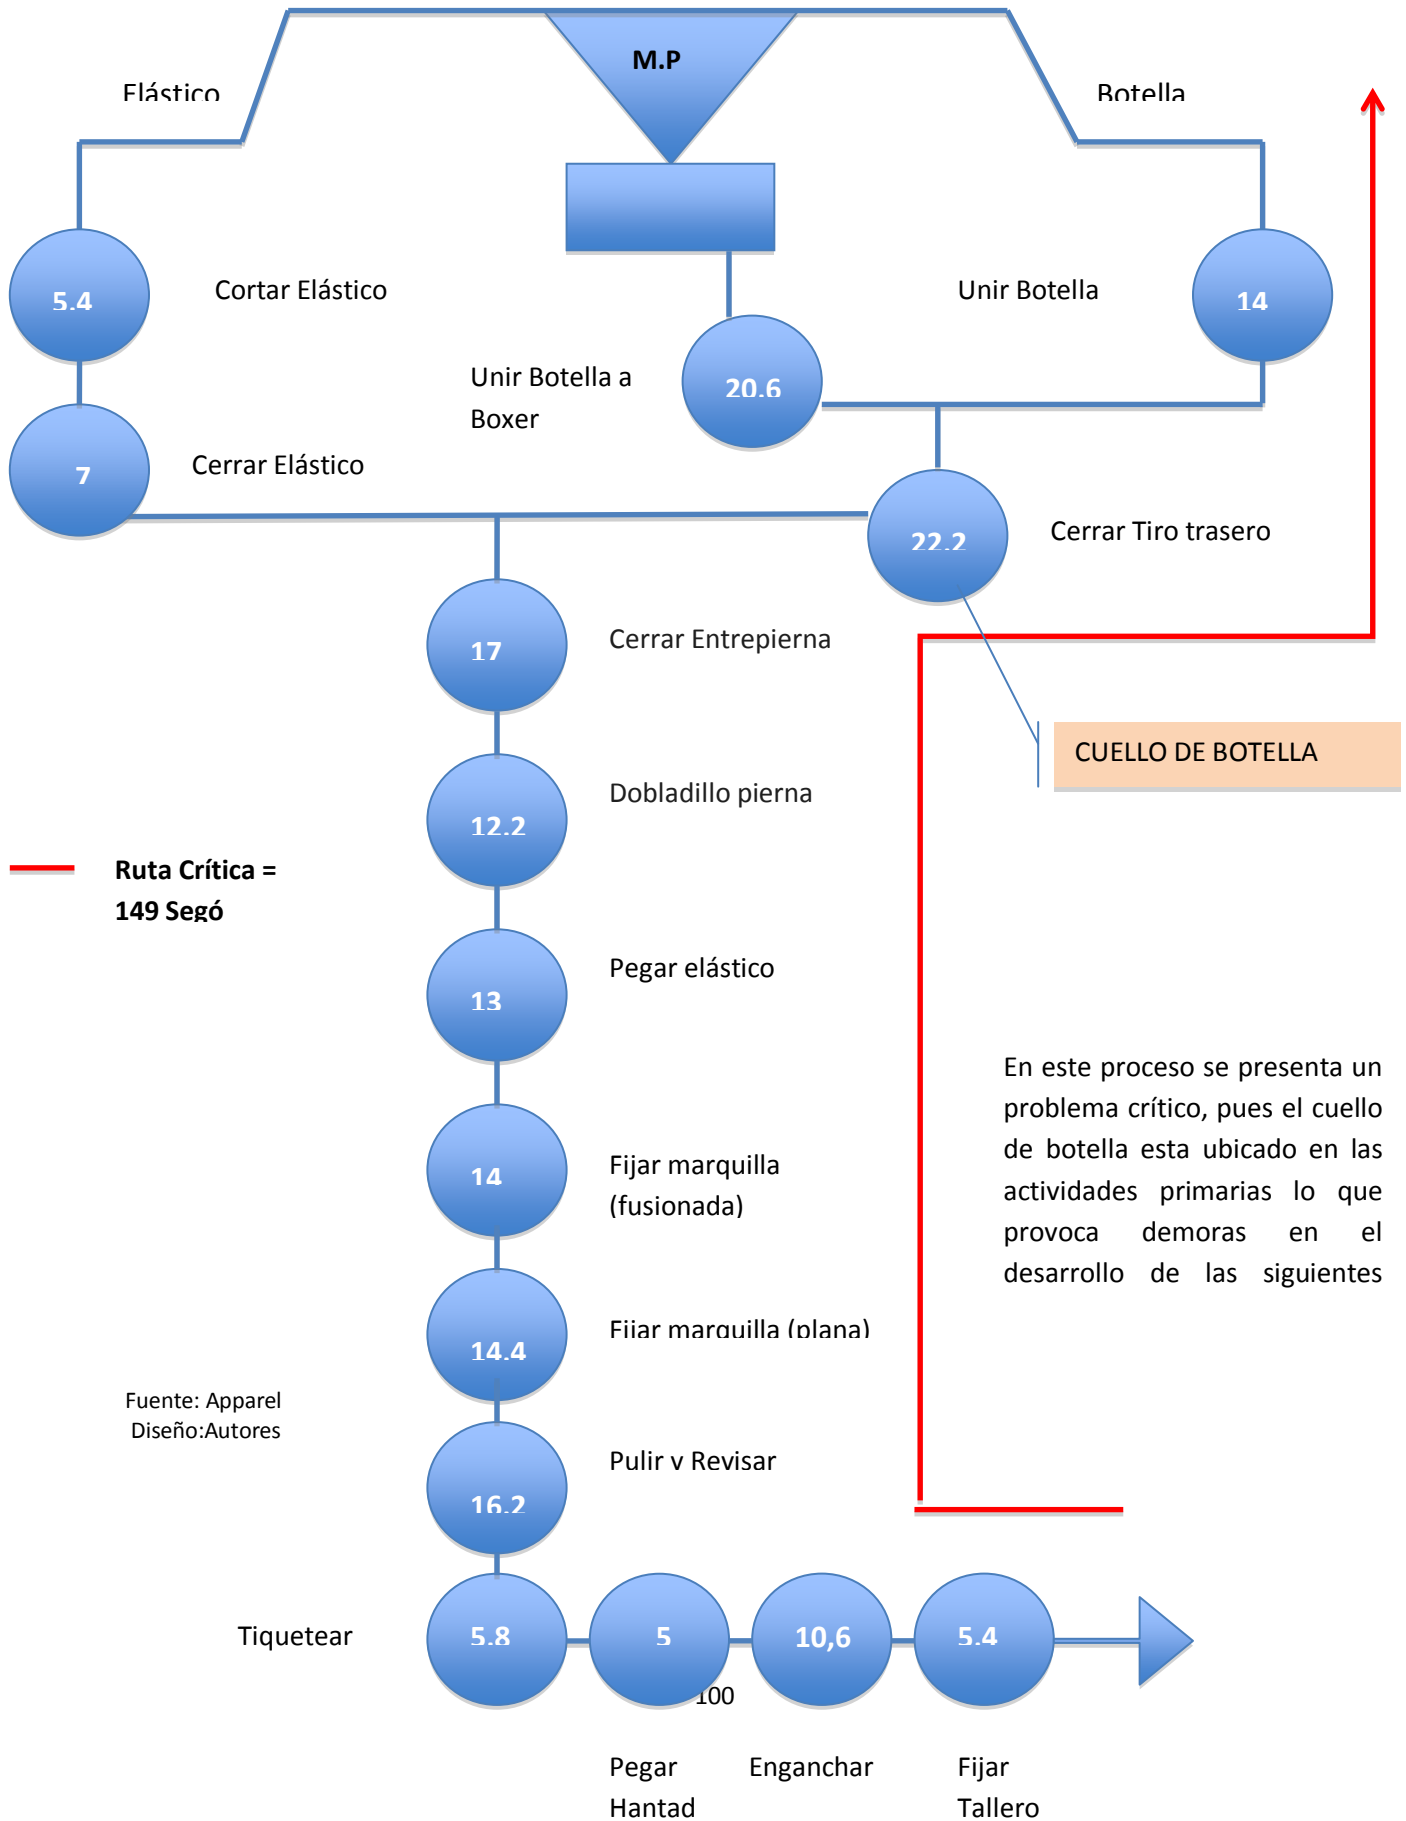 M.P
Elástico
Botella
5.4
Cortar Elástico
Unir Botella
14
Unir Botella a
Boxer
20.6
7
Cerrar Elástico
22.2
Cerrar Tiro trasero
17
Cerrar Entrepierna
CUELLO DE BOTELLA
12.2
Dobladillo pierna
Ruta Crítica =
149 Segó
13
Pegar elástico
En este proceso se presenta un
problema crítico, pues el cuello
de botella esta ubicado en las
actividades primarias lo que
provoca demoras en el
desarrollo de las siguientes
14
Fijar marquilla
(fusionada)
14.4
Fijar marquilla (plana)
Fuente: Apparel
Diseño:Autores
16.2
Pulir y Revisar
Tiquetear
5.8
5
10,6
5.4
100
Pegar
Hantad
Enganchar
Fijar
Tallero